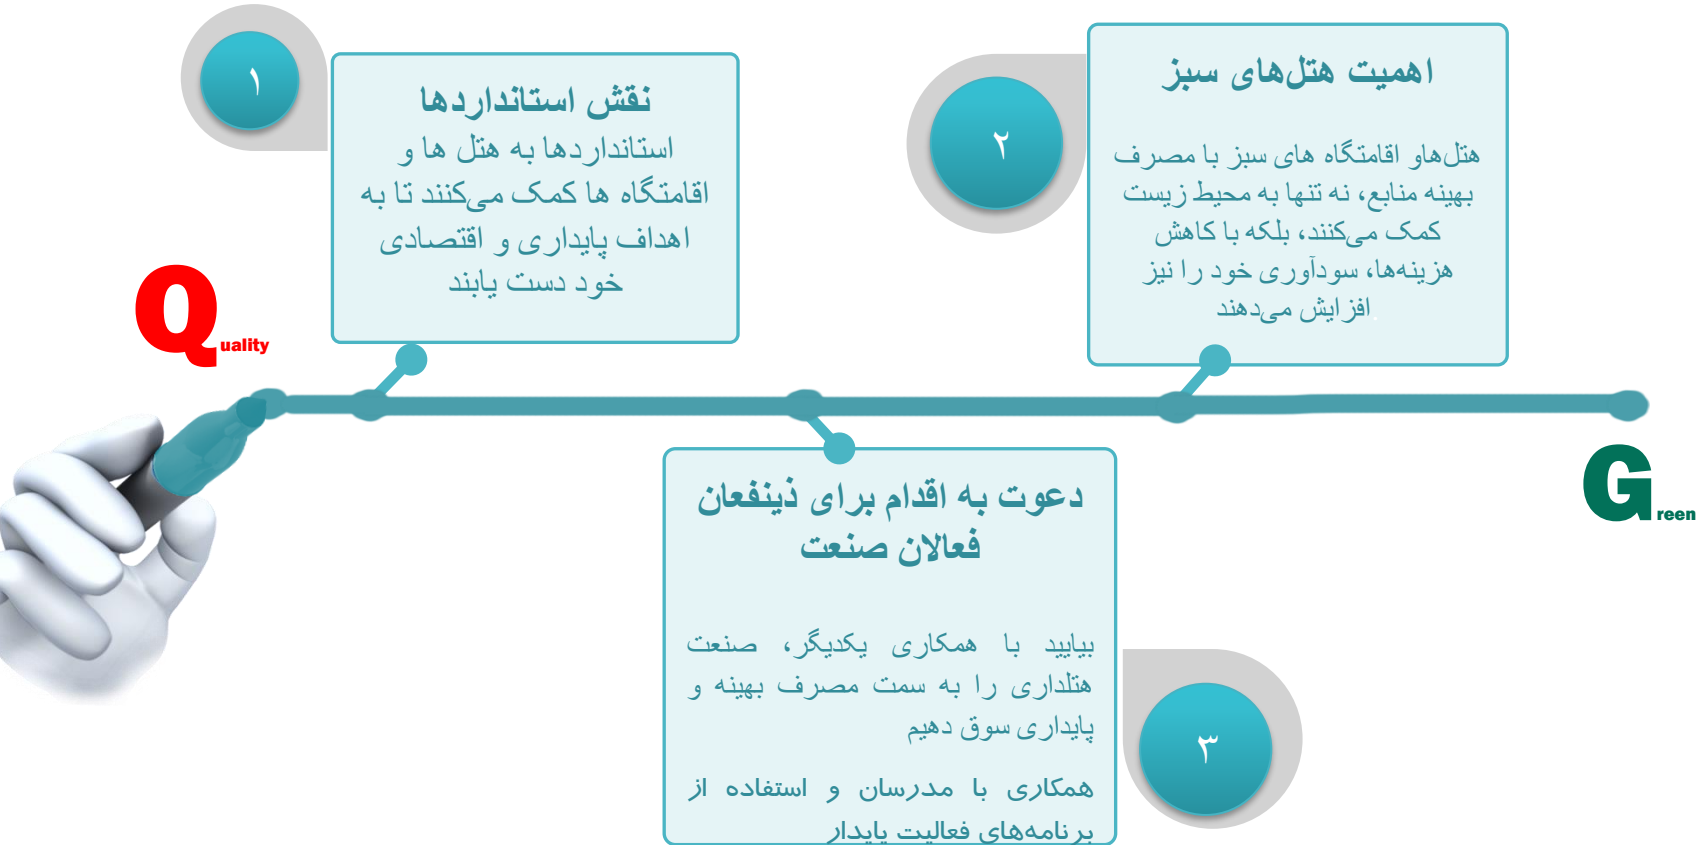 ۱
نقش استانداردها
استانداردها به هتل ها و
اقامتگاه ها کمک می‌کنند تا به
اهداف پایداری و اقتصادی
خود دست یابند
۲
اهمیت هتل‌های سبز
هتل‌هاو اقامتگاه های سبز با مصرف
بهینه منابع، نه تنها به محیط زیست
کمک می‌کنند، بلکه با کاهش
هزینه‌ها، سودآوری خود را نیز
افزایش می‌دهند.
Quality
Green
دعوت به اقدام برای ذینفعان
فعالان صنعت
بیایید با همکاری یکدیگر، صنعت
هتلداری را به سمت مصرف بهینه و
پایداری سوق دهیم
همکاری با مدرسان و استفاده از
برنامه‌های فعالیت پایدار
۳